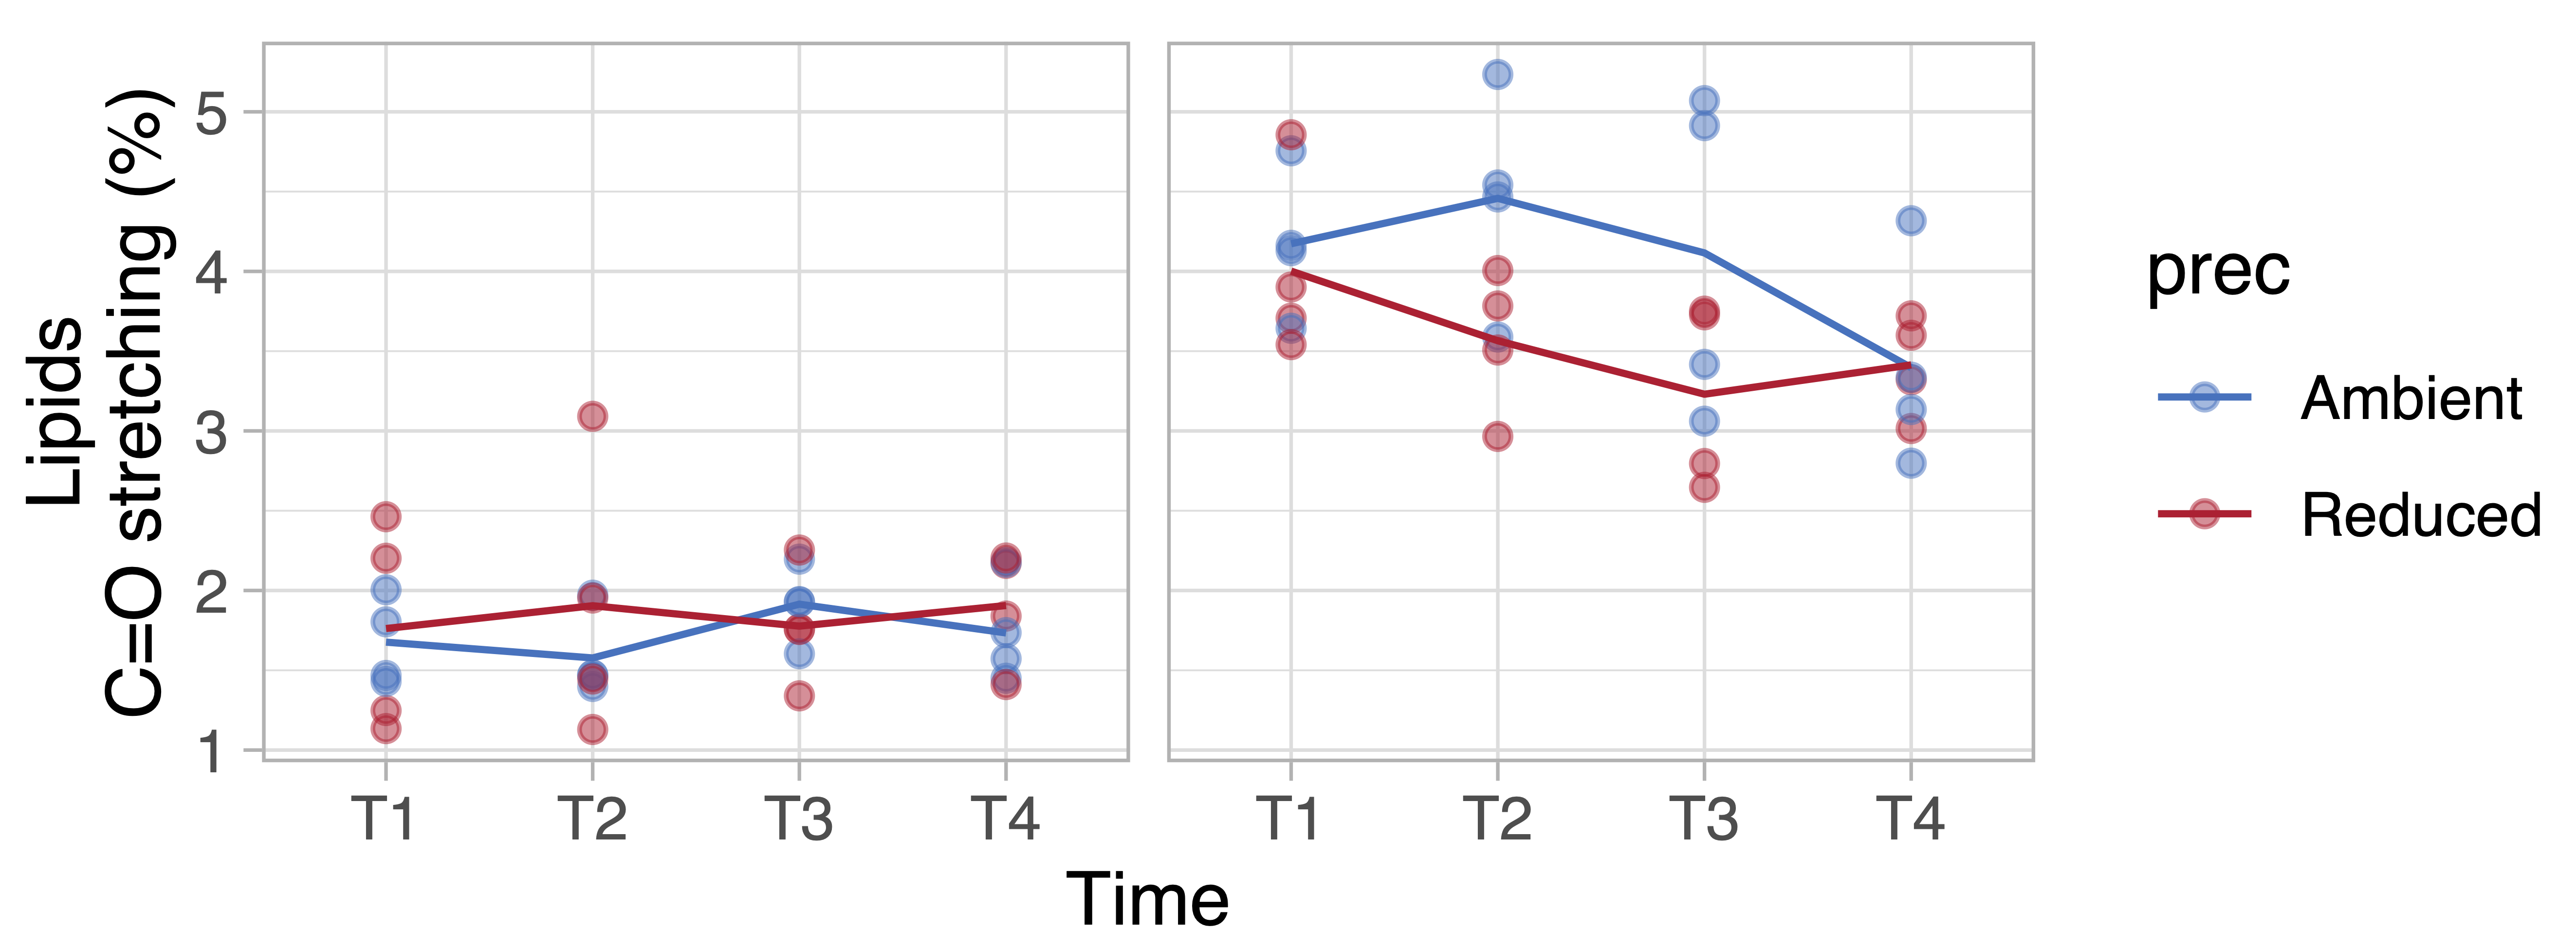 Lipids
C=O stretching (%)
5
4
3
2
1
T1 T2 T3 T4
T1 T2 T3 T4
Time
prec
Ambient
Reduced